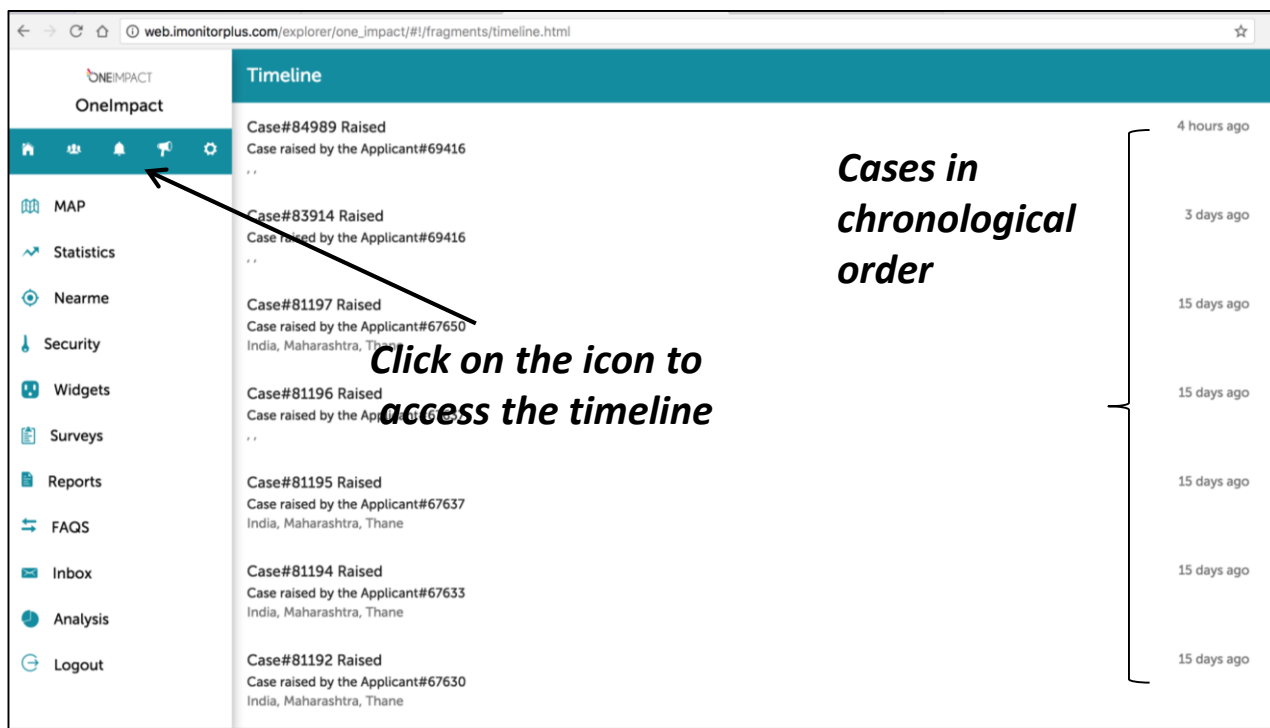 web.imonitorplus.com/explorer/one_impact/#!/fragments/timeline.html
ONEIMPACT
OneImpact
Timeline
MAP
Statistics
Nearme
Security
Widgets
Surveys
Reports
FAQS
Inbox
Analysis
Logout
Case#84989 Raised
4 hours ago
Case raised by the Applicant#69416
, ,
Case#83914 Raised
3 days ago
Case raised by the Applicant#69416
, ,
Case#81197 Raised
15 days ago
Case raised by the Applicant#67650
India, Maharashtra, Thane
Case#81196 Raised
15 days ago
Case raised by the Applicant#67637
, ,
Case#81195 Raised
15 days ago
Case raised by the Applicant#67637
India, Maharashtra, Thane
Case#81194 Raised
15 days ago
Case raised by the Applicant#67633
India, Maharashtra, Thane
Case#81192 Raised
15 days ago
Case raised by the Applicant#67630
India, Maharashtra, Thane
Cases in
chronological
order
Click on the icon to
access the timeline